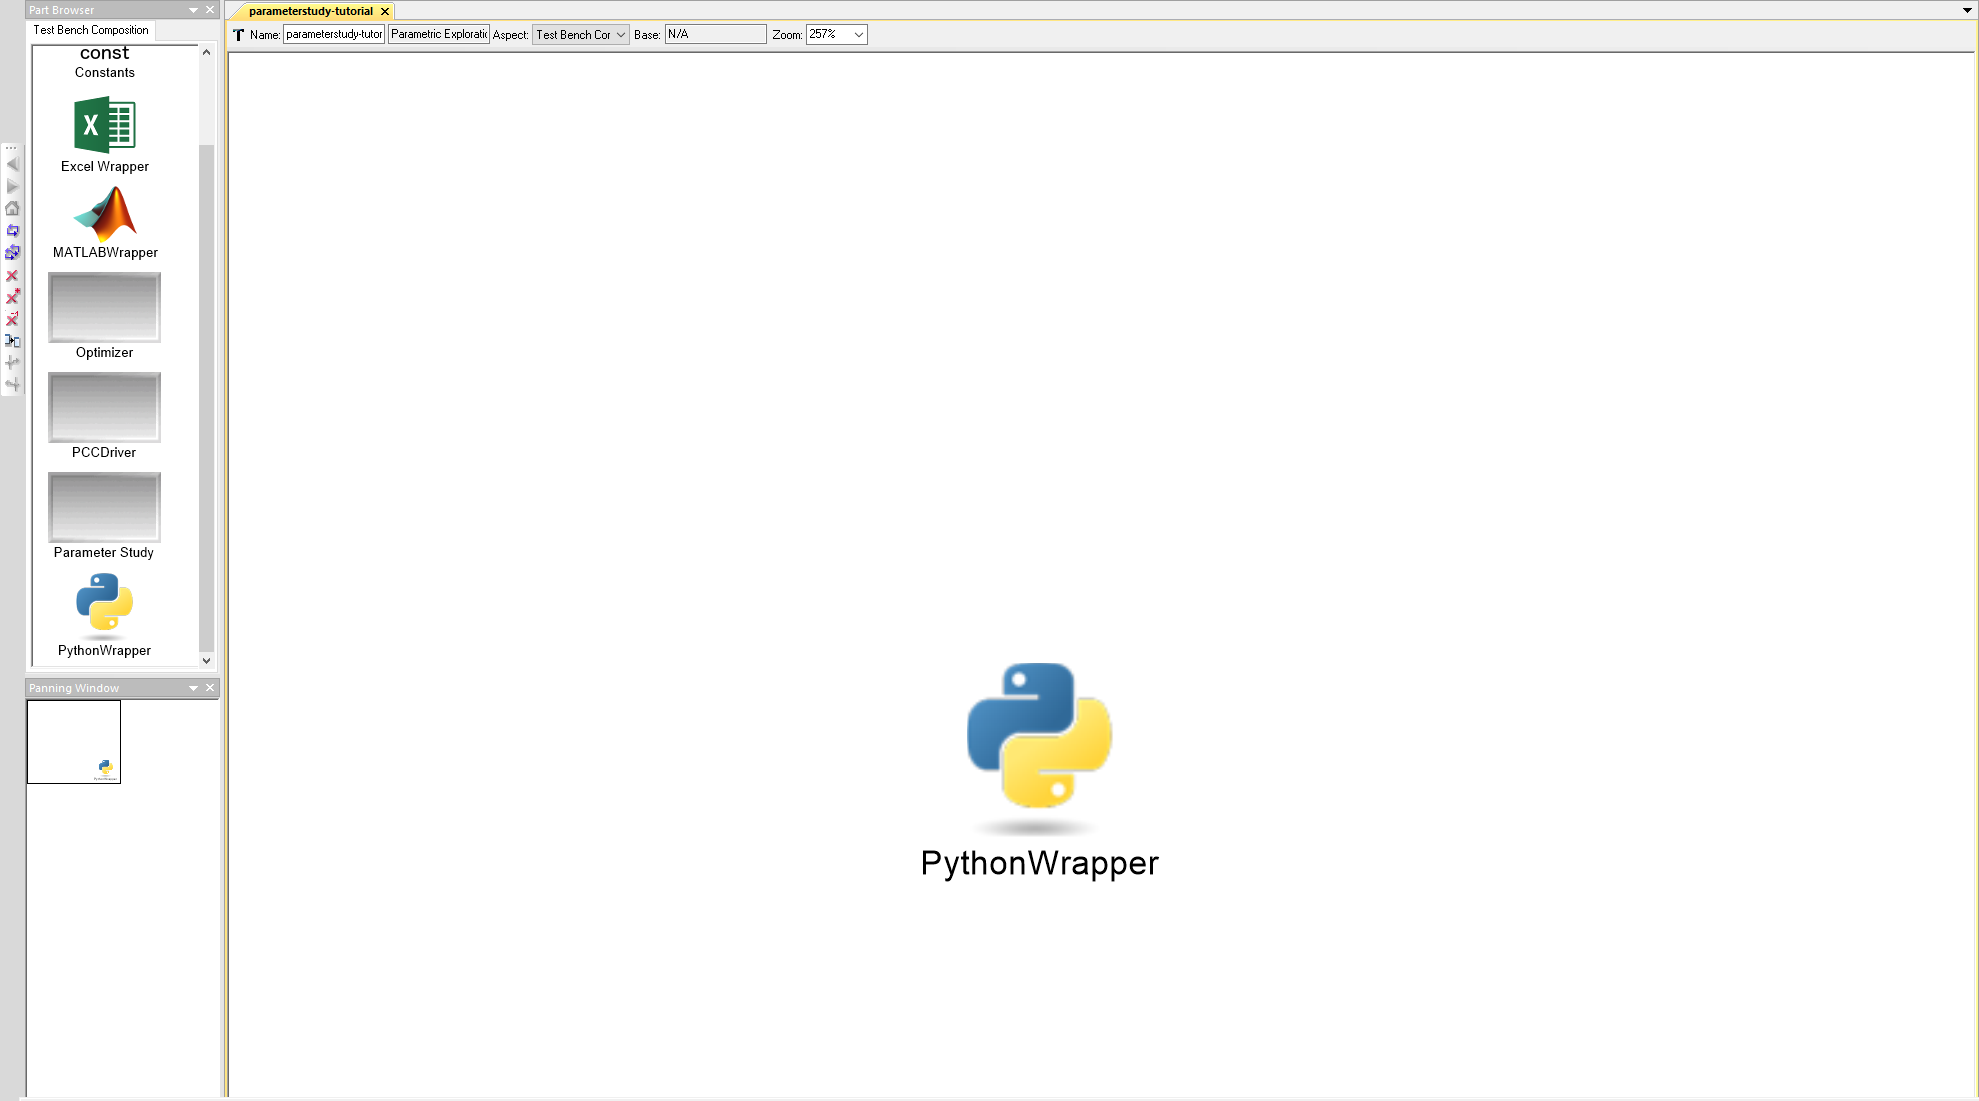 Part Browser
Test Bench Composition
const
Constants
Excel Wrapper
MATLABWrapper
Optimizer
PCCDriver
Parameter Study
PythonWrapper
Panning Window
PythonWrapper
parameterstudy-tutorial
Name: parameterstudy-tutor Parametric Exploratic Aspect: Test Bench Cor Base: N/A Zoom: 257%
PythonWrapper